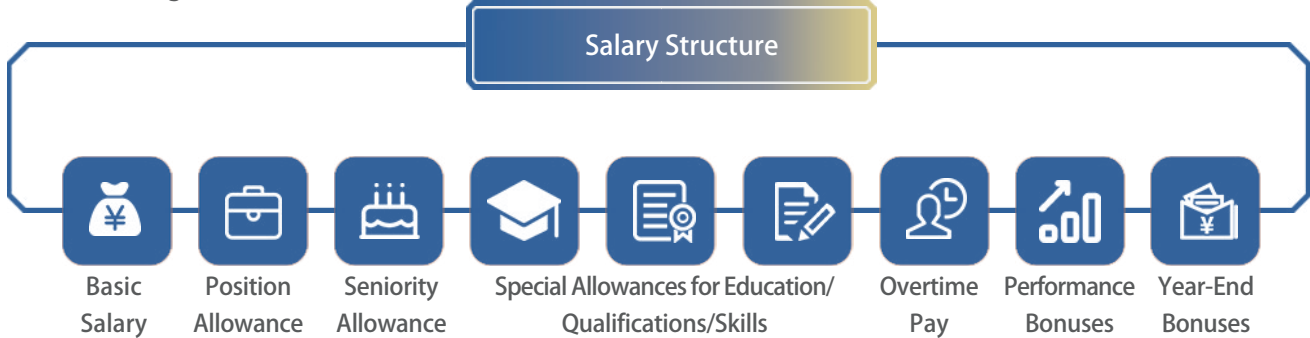 Salary Structure
Basic
Salary
Position
Allowance
Seniority
Allowance
Special Allowances for Education/
Qualifications/Skills
Overtime
Pay
Performance
Bonuses
Year-End
Bonuses
¥
¥